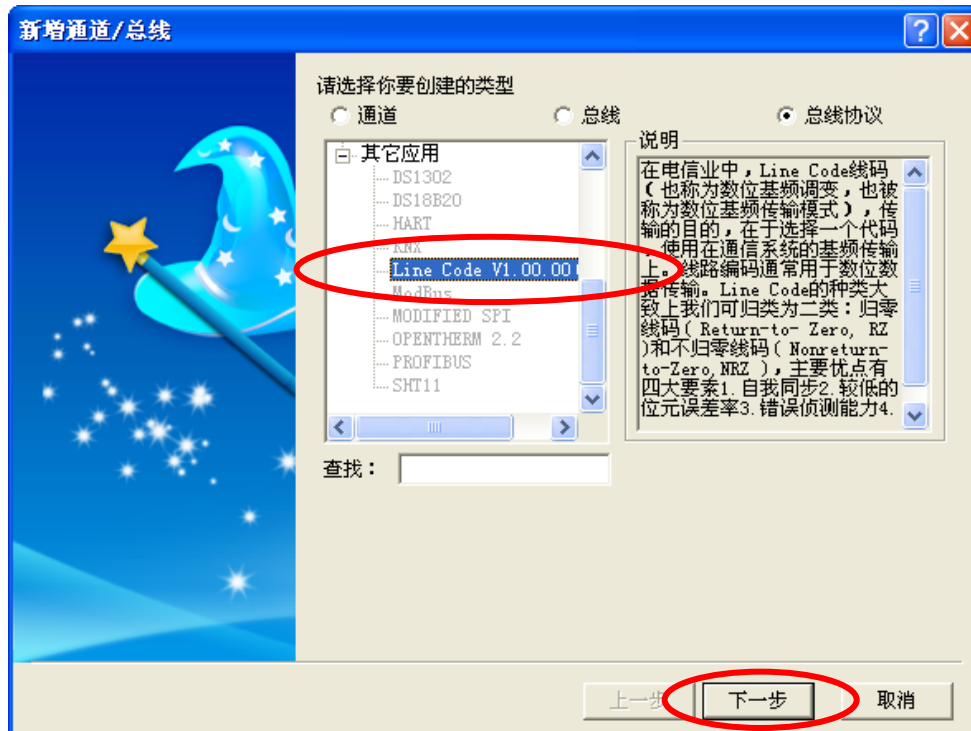 新增通道/总线
请选择你要创建的类型
通道 总线 总线协议
其它应用
DS1302
DS18B20
HART
KNX
Line Code V1.00.00
ModBus
MODIFIED SPI
OPENTHERM 2.2
PROFIBUS
SHT11
说明
在电信业中，Line Code线码
（也称为数位基频调变，也被
称为数位基频传输模式），传
输的目的，在于选择一个代码
，使用在通信系统的基频传输
上。线路编码通常用于数位数
据传输。Line Code的种类大
致上我们可归类为二类：归零
线码( Return-to- Zero, RZ
)和不归零线码( Nonreturn-
to-Zero,NRZ ），主要优点有
四大要素1.自我同步2.较低的
位元误差率3.错误侦测能力4.
查找：
上一步 下一步 取消